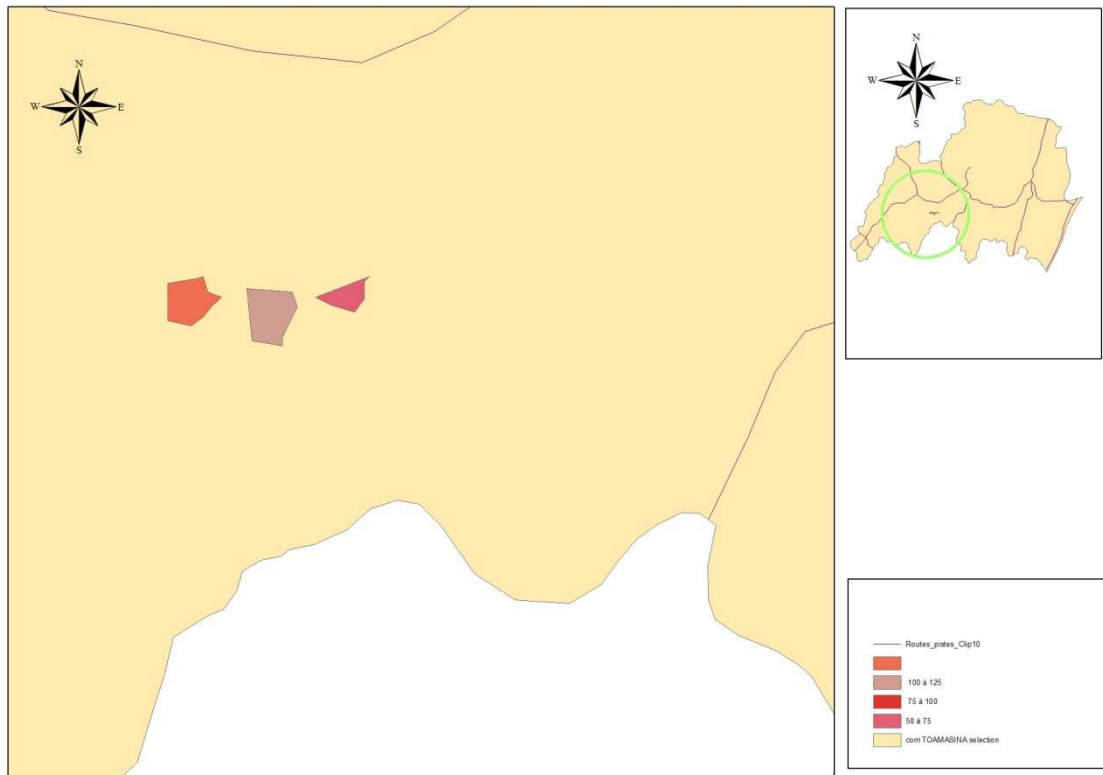 N
W E
S
N
W E
S
Routes_pistes_Clip10
100 à 125
75 à 100
50 à 75
com TOAMASINA selection